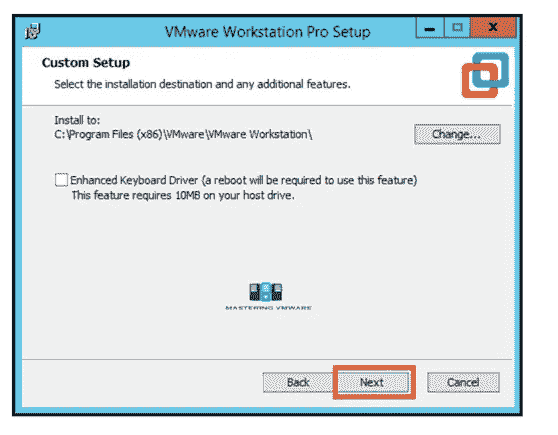 VMware Workstation Pro Setup
Custom Setup
Select the installation destination and any additional features.
Install to:
C:\Program Files (x86)\VMware\VMware Workstation\
Change...
Enhanced Keyboard Driver (a reboot will be required to use this feature)
This feature requires 10MB on your host drive.
MASTERING VMWARE
Back Next Cancel